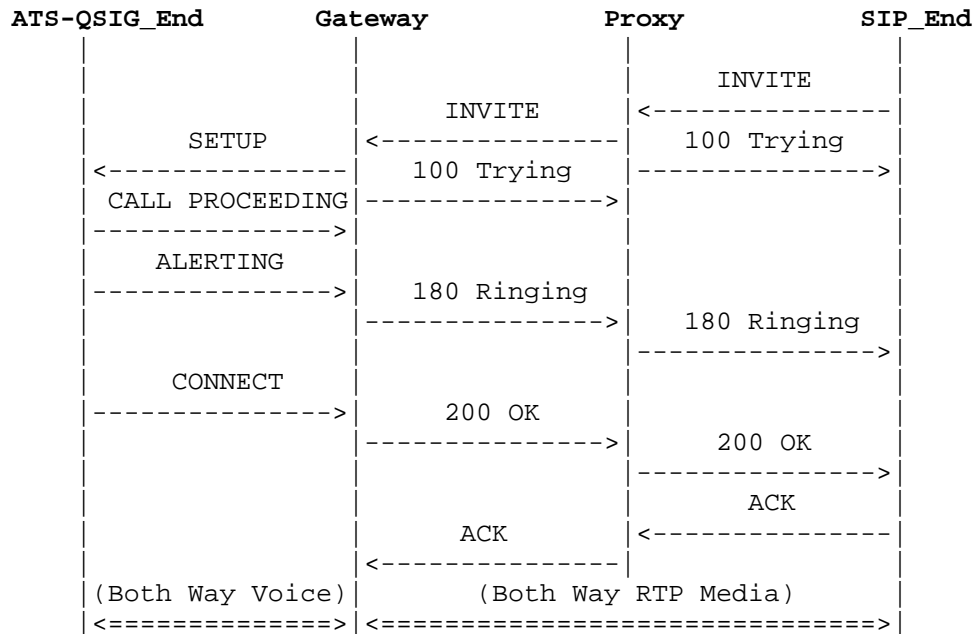 ATS-QSIG_End Gateway Proxy SIP_End
INVITE
INVITE
SETUP 100 Trying
100 Trying
CALL PROCEEDING
ALERTING
180 Ringing
180 Ringing
CONNECT
200 OK
200 OK
ACK
ACK
(Both Way Voice) (Both Way RTP Media)